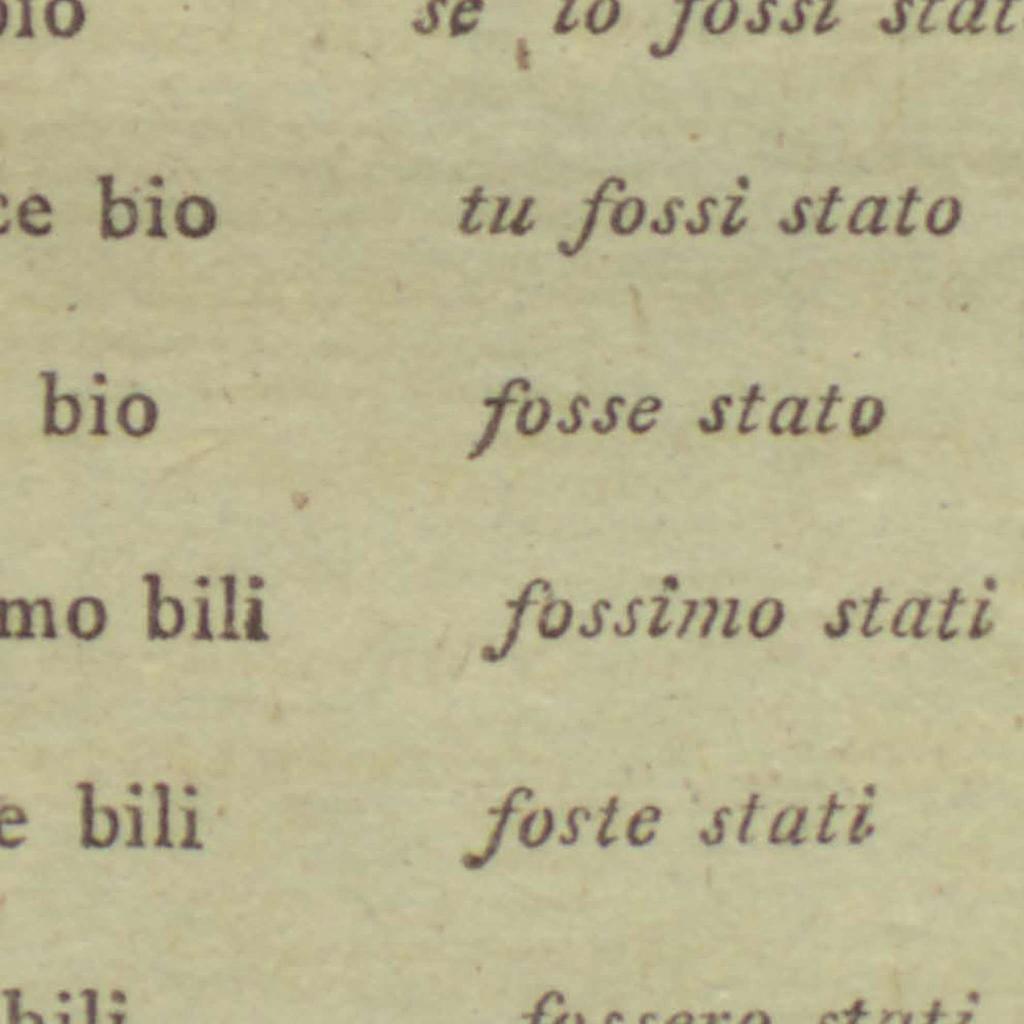 bio se io fossi stat
ce bio tu fossi stato
bio fosse stato
mo bili fossimo stati
e bili foste stati
bili fossero stati